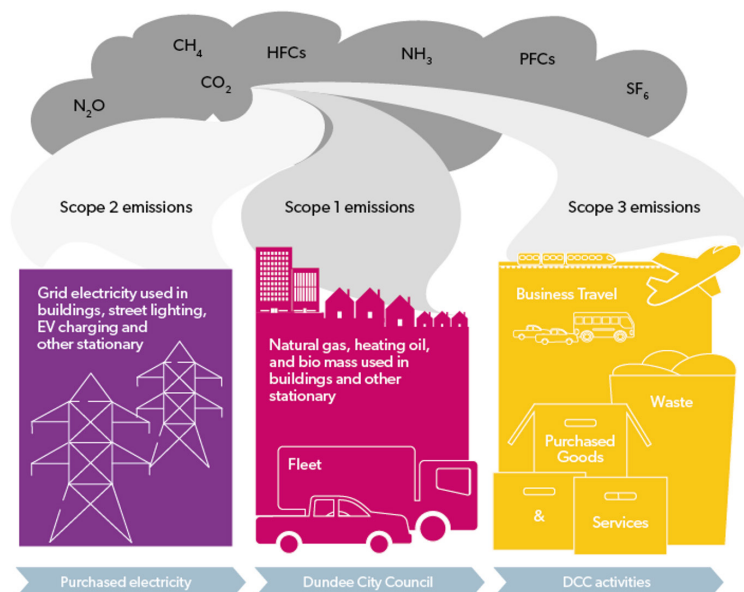 CH₄
HFCs
NH₃
PFCs
CO₂
SF₆
N₂O
Scope 2 emissions
Scope 1 emissions
Scope 3 emissions
Grid electricity used in
buildings, street lighting,
EV charging and
other stationary
Natural gas, heating oil,
and bio mass used in
buildings and other
stationary
Fleet
Business Travel
Waste
Purchased
Goods
&
Services
Purchased electricity
Dundee City Council
DCC activities